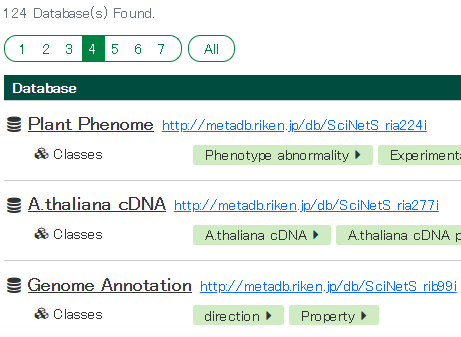 124 Database(s) Found.
1 2 3 4 5 6 7 All
Database
Plant Phenome http://metadb.riken.jp/db/SciNetS_ria224i
Classes Phenotype abnormality
A.thaliana cDNA http://metadb.riken.jp/db/SciNetS_ria277i
Classes A.thaliana cDNA A.thaliana cDNA
Genome Annotation http://metadb.riken.jp/db/SciNetS_rib99i
Classes direction Property